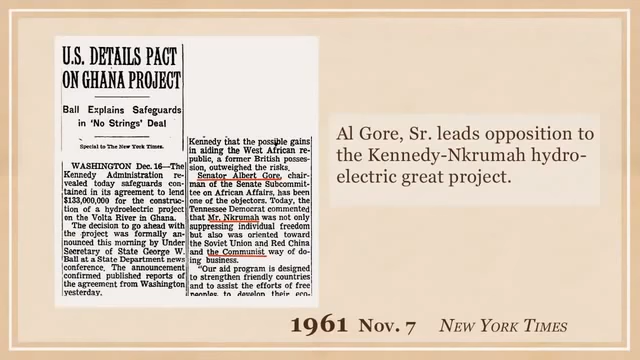 U.S. DETAILS PACT
ON GHANA PROJECT
Ball Explains Safeguards
in 'No Strings' Deal
Special to The New York Times.
WASHINGTON Dec. 16—The
Kennedy Administration re-
vealed today safeguards con-
tained in its agreement to lend
$133,000,000 for the construc-
tion of a hydroelectric project
on the Volta River in Ghana.
The decision to go ahead with
the project was formally an-
nounced this morning by Under
Secretary of State George W.
Ball at a State Department news
conference. The announcement
confirmed published reports of
the agreement from Washington
yesterday.
Kennedy that the possible gains
in aiding the West African re-
public, a former British posses-
sion, outweighed the risks.
Senator Albert Gore, chair-
man of the Senate Subcommit-
tee on African Affairs, has been
one of the objectors. Today, the
Tennessee Democrat commented
that Mr. Nkrumah was not only
suppressing individual freedom
but also was oriented toward
the Soviet Union and Red China
and the Communist way of do-
ing business.
"Our aid program is designed
to strengthen friendly countries
and to assist the efforts of free
peoples to develop their eco-
Al Gore, Sr. leads opposition to
the Kennedy-Nkrumah hydro-
electric great project.
1961 Nov. 7 New York Times